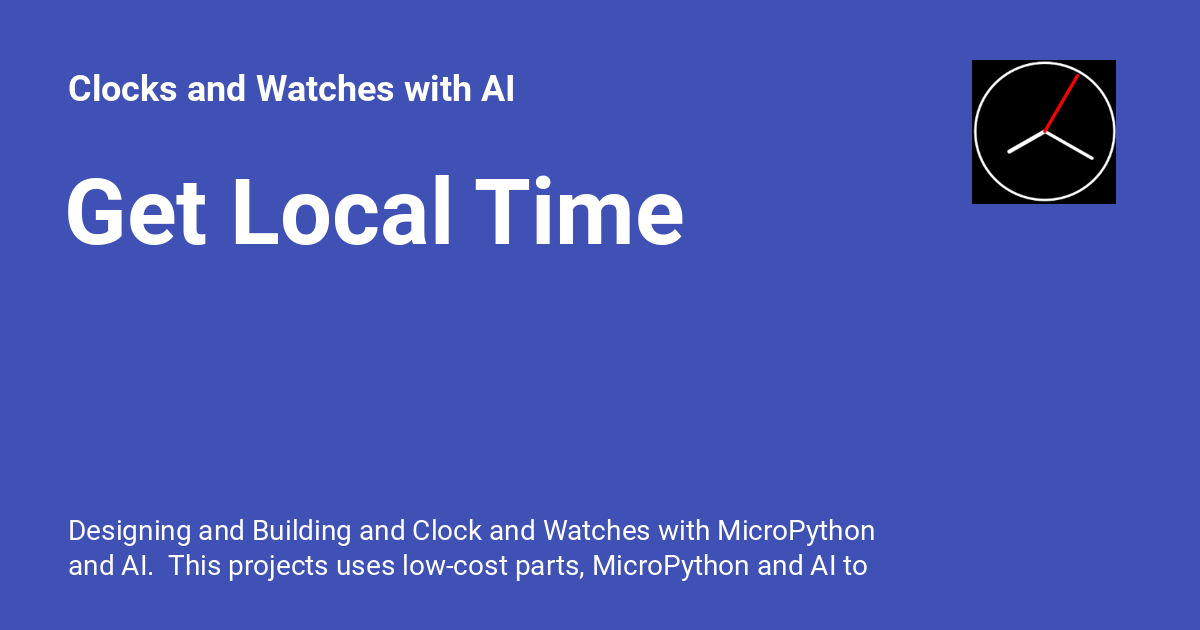 Clocks and Watches with AI
Get Local Time
Designing and Building and Clock and Watches with MicroPython
and AI.  This projects uses low-cost parts, MicroPython and AI to